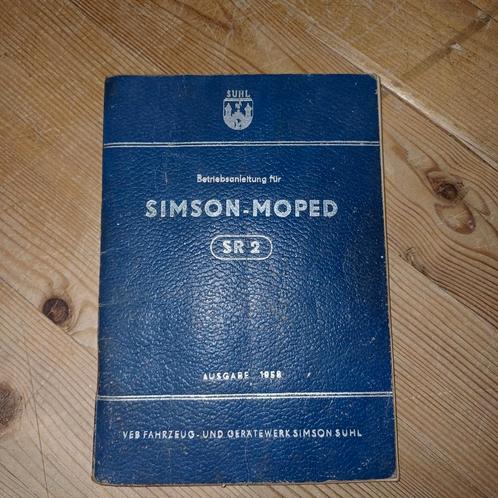 SUHL
Betriebsanleitung für
SIMSON-MOPED
SR 2
AUSGABE 1958
VEB FAHRZEUG-UND GERÄTEWERK SIMSON SUHL